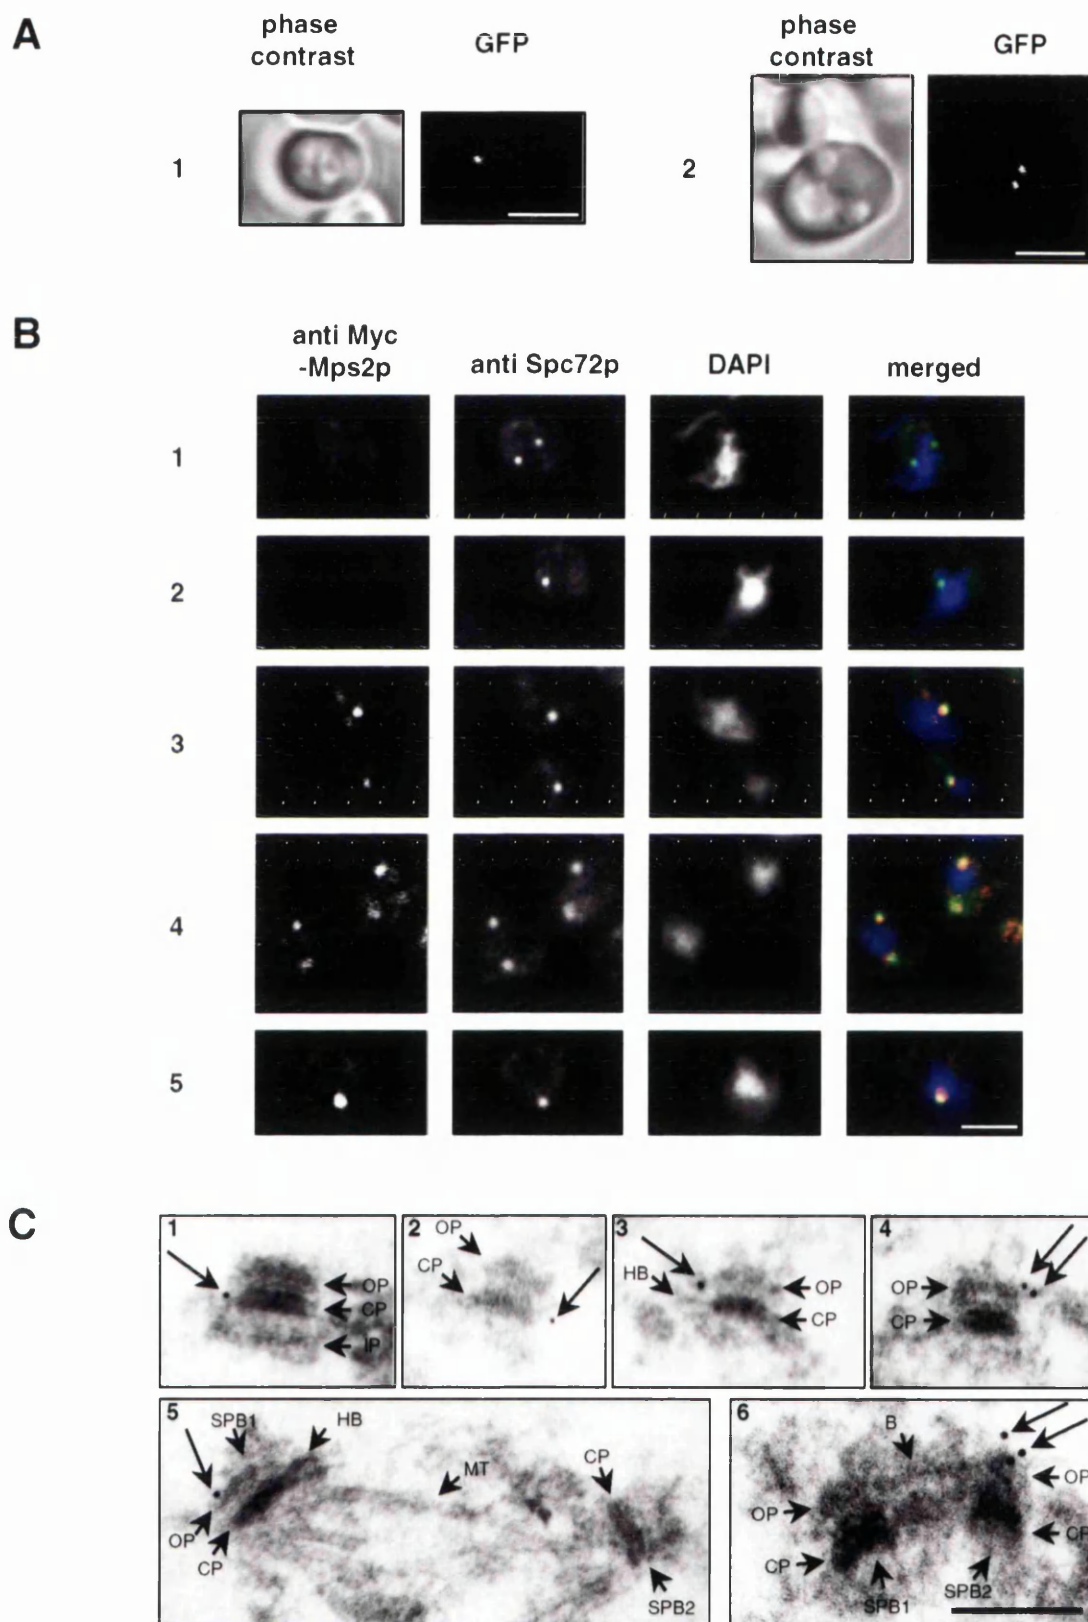 A
phase contrast
GFP
phase contrast
GFP
1
2
B
anti Myc -Mps2p
anti Spc72p
DAPI
merged
1
2
3
4
5
C
1
OP
CP
IP
2
OP
CP
3
HB
OP
CP
4
OP
CP
5
SPB1
HB
MT
CP
OP
CP
SPB2
6
B
OP
OP
CP
CP
SPB1
SPB2